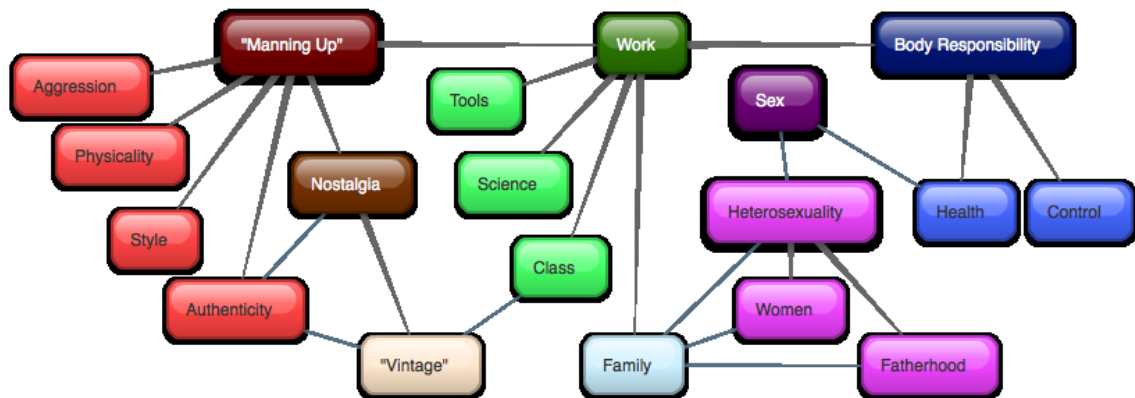 "Manning Up"
Work
Body Responsibility
Aggression
Tools
Sex
Physicality
Nostalgia
Science
Heterosexuality
Health
Control
Style
Class
Authenticity
Women
"Vintage"
Family
Fatherhood